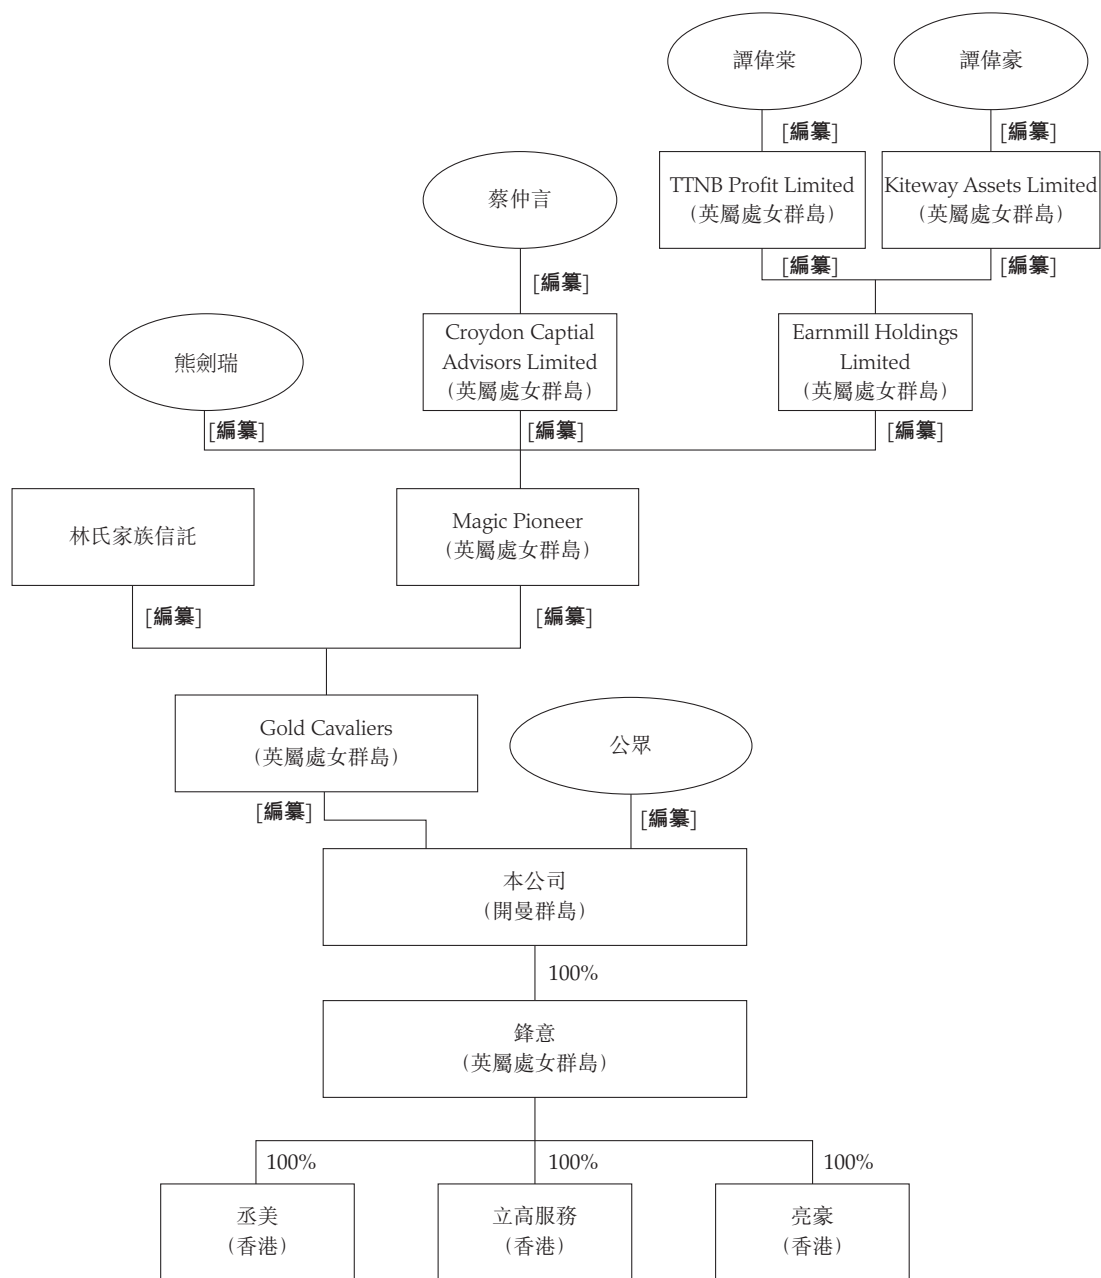 譚偉棠
譚偉豪
[編纂]
[編纂]
TTNB Profit Limited
(英屬處女群島)
Kiteway Assets Limited
(英屬處女群島)
蔡仲言
[編纂]
[編纂]
[編纂]
Croydon Captial
Advisors Limited
(英屬處女群島)
Earnmill Holdings
Limited
(英屬處女群島)
熊劍瑞
[編纂]
[編纂]
[編纂]
林氏家族信託
Magic Pioneer
(英屬處女群島)
[編纂]
[編纂]
Gold Cavaliers
(英屬處女群島)
公眾
[編纂]
[編纂]
本公司
(開曼群島)
100%
鋒意
(英屬處女群島)
100%
100%
100%
丞美
(香港)
立高服務
(香港)
亮豪
(香港)